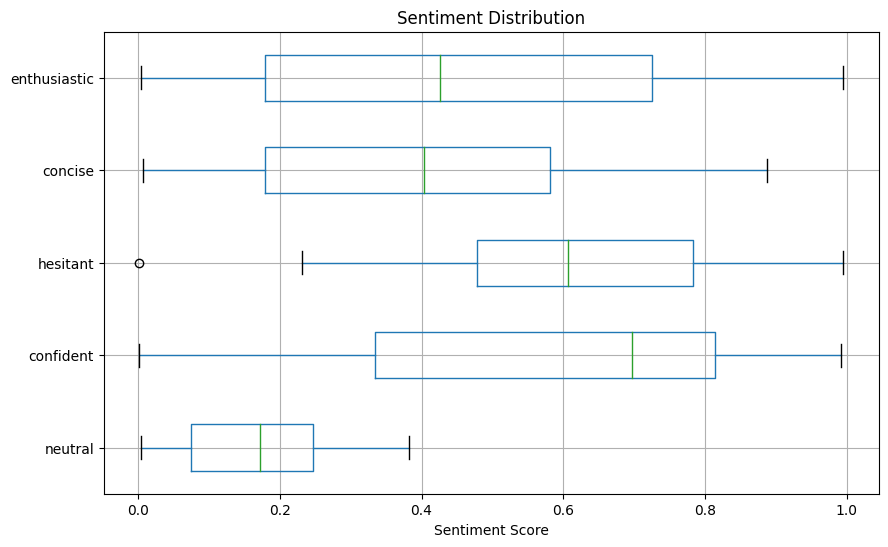 Sentiment Distribution
enthusiastic
concise
hesitant
confident
neutral
0.0 0.2 0.4 0.6 0.8 1.0
Sentiment Score